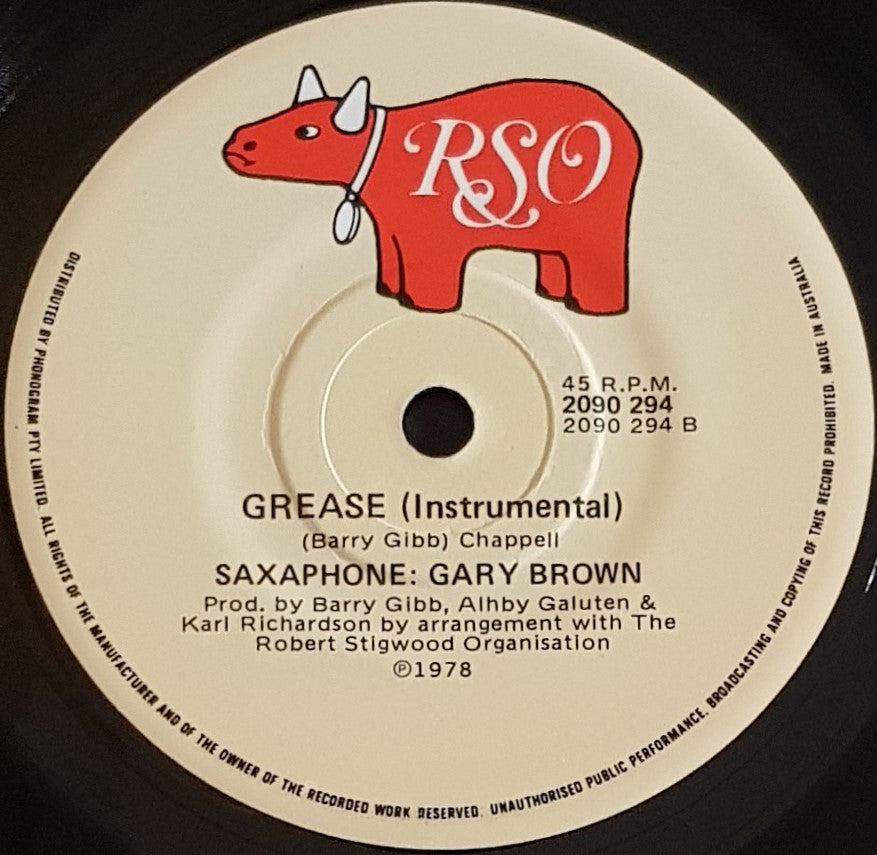 RSO
45 R.P.M.
2090 294
2090 294 B
GREASE (Instrumental)
(Barry Gibb) Chappell
SAXAPHONE: GARY BROWN
Prod. by Barry Gibb, Alhby Galuten &
Karl Richardson by arrangement with The
Robert Stigwood Organisation
℗1978
DISTRIBUTED BY PHONOGRAM PTY LIMITED. ALL RIGHTS OF THE MANUFACTURER AND OF THE OWNER OF THE RECORDED WORK RESERVED. UNAUTHORISED PUBLIC PERFORMANCE, BROADCASTING AND COPYING OF THIS RECORD PROHIBITED. MADE IN AUSTRALIA